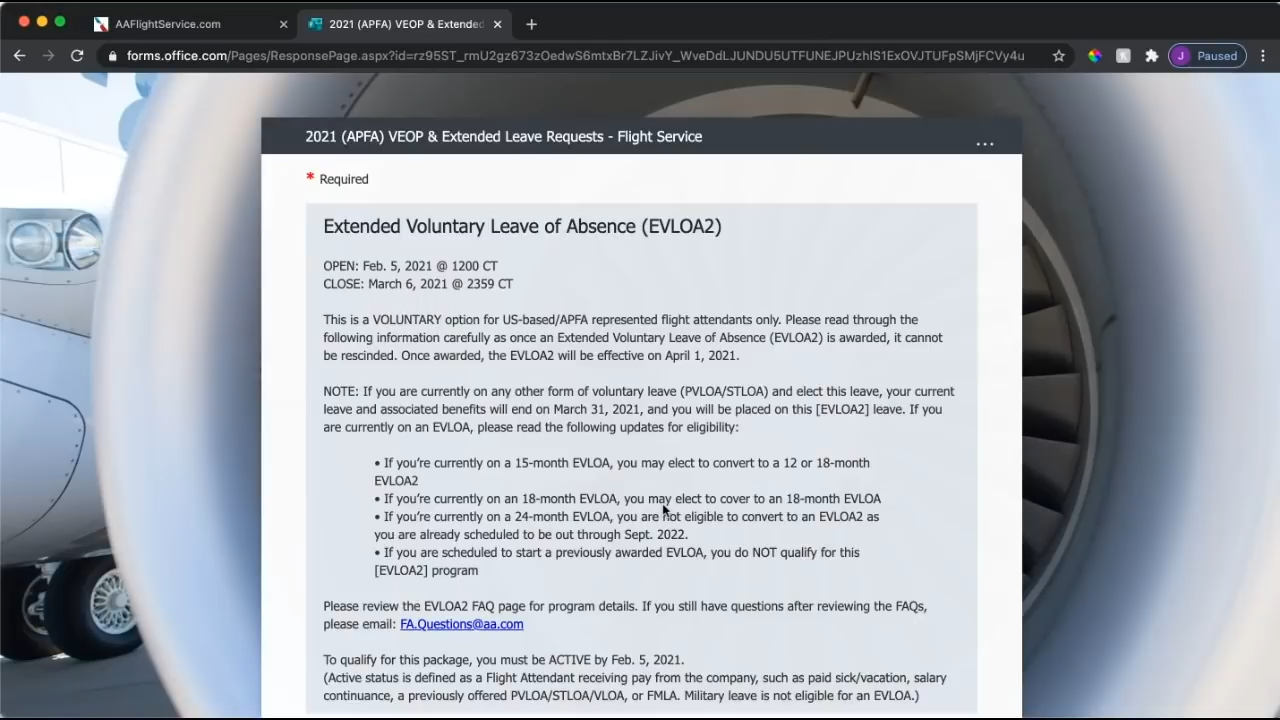 AAFlightService.com
2021 (APFA) VEOP & Extended
forms.office.com/Pages/ResponsePage.aspx?id=rz95ST_rmU2gz673zOedwS6mtxBr7LZJivY_WveDdLJUNDU5UTFUNEJPUzhIS1ExOVJTUFpSMjFCVy4u
J Paused
2021 (APFA) VEOP & Extended Leave Requests - Flight Service
...
* Required
Extended Voluntary Leave of Absence (EVLOA2)
OPEN: Feb. 5, 2021 @ 1200 CT
CLOSE: March 6, 2021 @ 2359 CT
This is a VOLUNTARY option for US-based/APFA represented flight attendants only. Please read through the
following information carefully as once an Extended Voluntary Leave of Absence (EVLOA2) is awarded, it cannot
be rescinded. Once awarded, the EVLOA2 will be effective on April 1, 2021.
NOTE: If you are currently on any other form of voluntary leave (PVLOA/STLOA) and elect this leave, your current
leave and associated benefits will end on March 31, 2021, and you will be placed on this [EVLOA2] leave. If you
are currently on an EVLOA, please read the following updates for eligibility:
• If you're currently on a 15-month EVLOA, you may elect to convert to a 12 or 18-month
EVLOA2
• If you're currently on an 18-month EVLOA, you may elect to cover to an 18-month EVLOA
• If you're currently on a 24-month EVLOA, you are not eligible to convert to an EVLOA2 as
you are already scheduled to be out through Sept. 2022.
• If you are scheduled to start a previously awarded EVLOA, you do NOT qualify for this
[EVLOA2] program
Please review the EVLOA2 FAQ page for program details. If you still have questions after reviewing the FAQs,
please email: FA.Questions@aa.com
To qualify for this package, you must be ACTIVE by Feb. 5, 2021.
(Active status is defined as a Flight Attendant receiving pay from the company, such as paid sick/vacation, salary
continuance, a previously offered PVLOA/STLOA/VLOA, or FMLA. Military leave is not eligible for an EVLOA.)